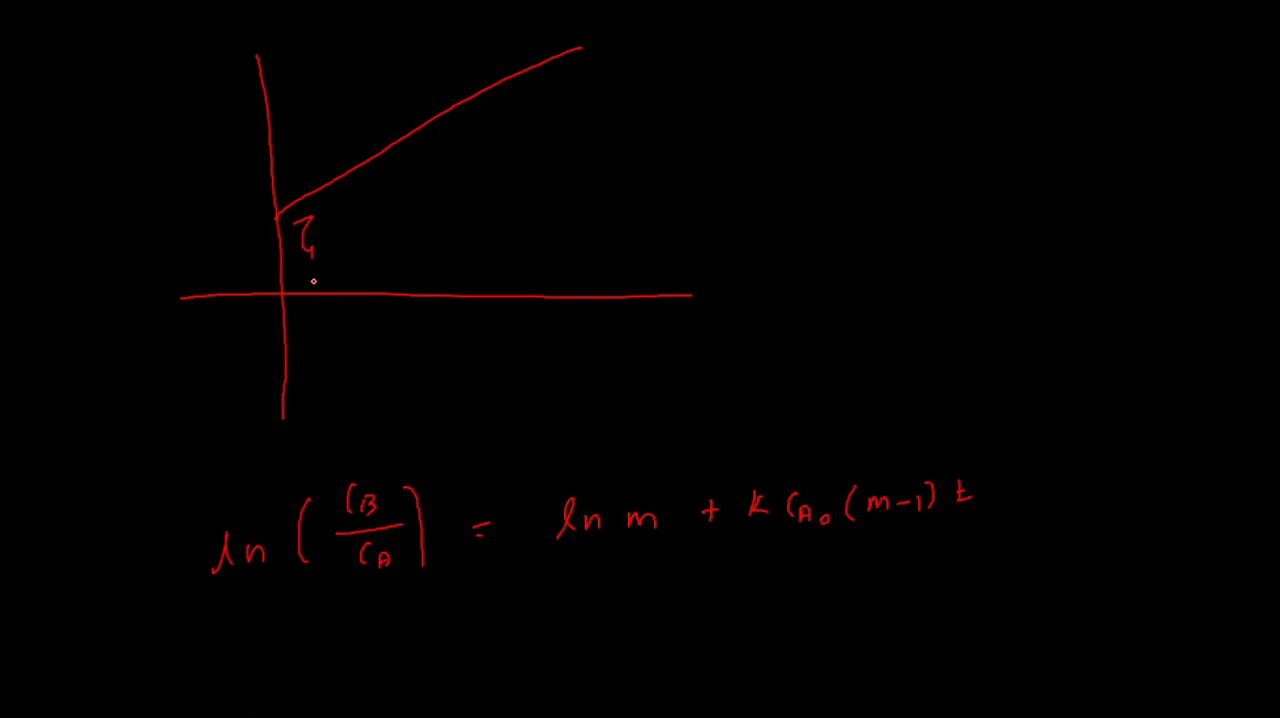 ln (CB/CA) = ln m + k CA₀ (m-1) t